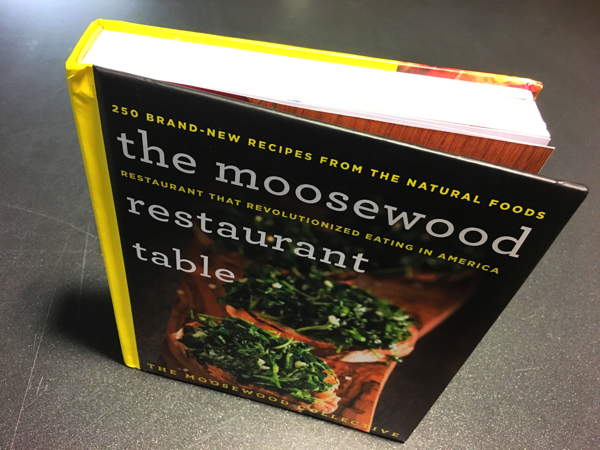 250 BRAND-NEW RECIPES FROM THE NATURAL FOODS
the moosewood
RESTAURANT THAT REVOLUTIONIZED EATING IN AMERICA
restaurant
table
THE MOOSEWOOD COLLECTIVE